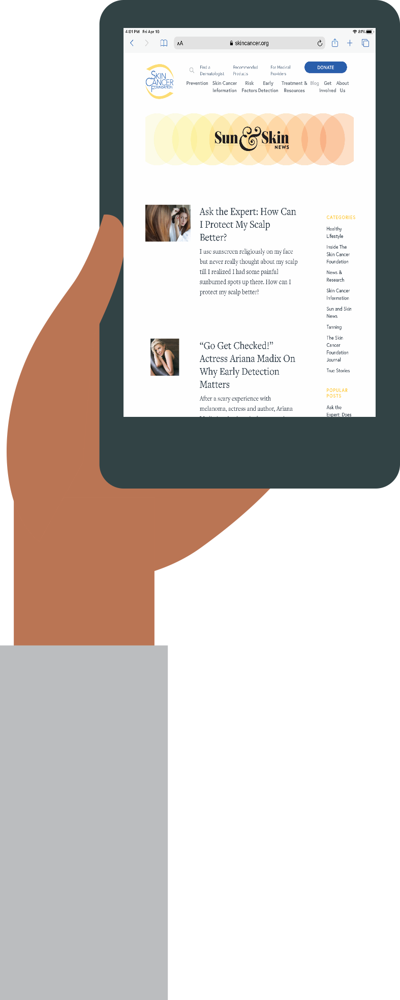 4:01 PM Fri Apr 10
81%
AA
skincancer.org
SKIN
CANCER
FOUNDATION
Find a
Dermatologist
Recommended
Products
For Medical
Providers
DONATE
Prevention
Skin Cancer
Information
Risk
Factors
Early
Detection
Treatment &
Resources
Blog
Get
Involved
About
Us
Sun & Skin
NEWS
Ask the Expert: How Can
I Protect My Scalp
Better?
I use sunscreen religiously on my face
but never really thought about my scalp
till I realized I had some painful
sunburned spots up there. How can I
protect my scalp better?
“Go Get Checked!”
Actress Ariana Madix On
Why Early Detection
Matters
After a scary experience with
melanoma, actress and author, Ariana
CATEGORIES
Healthy
Lifestyle
Inside The
Skin Cancer
Foundation
News &
Research
Skin Cancer
Information
Sun and Skin
News
Tanning
The Skin
Cancer
Foundation
Journal
True Stories
POPULAR
POSTS
Ask the
Expert: Does